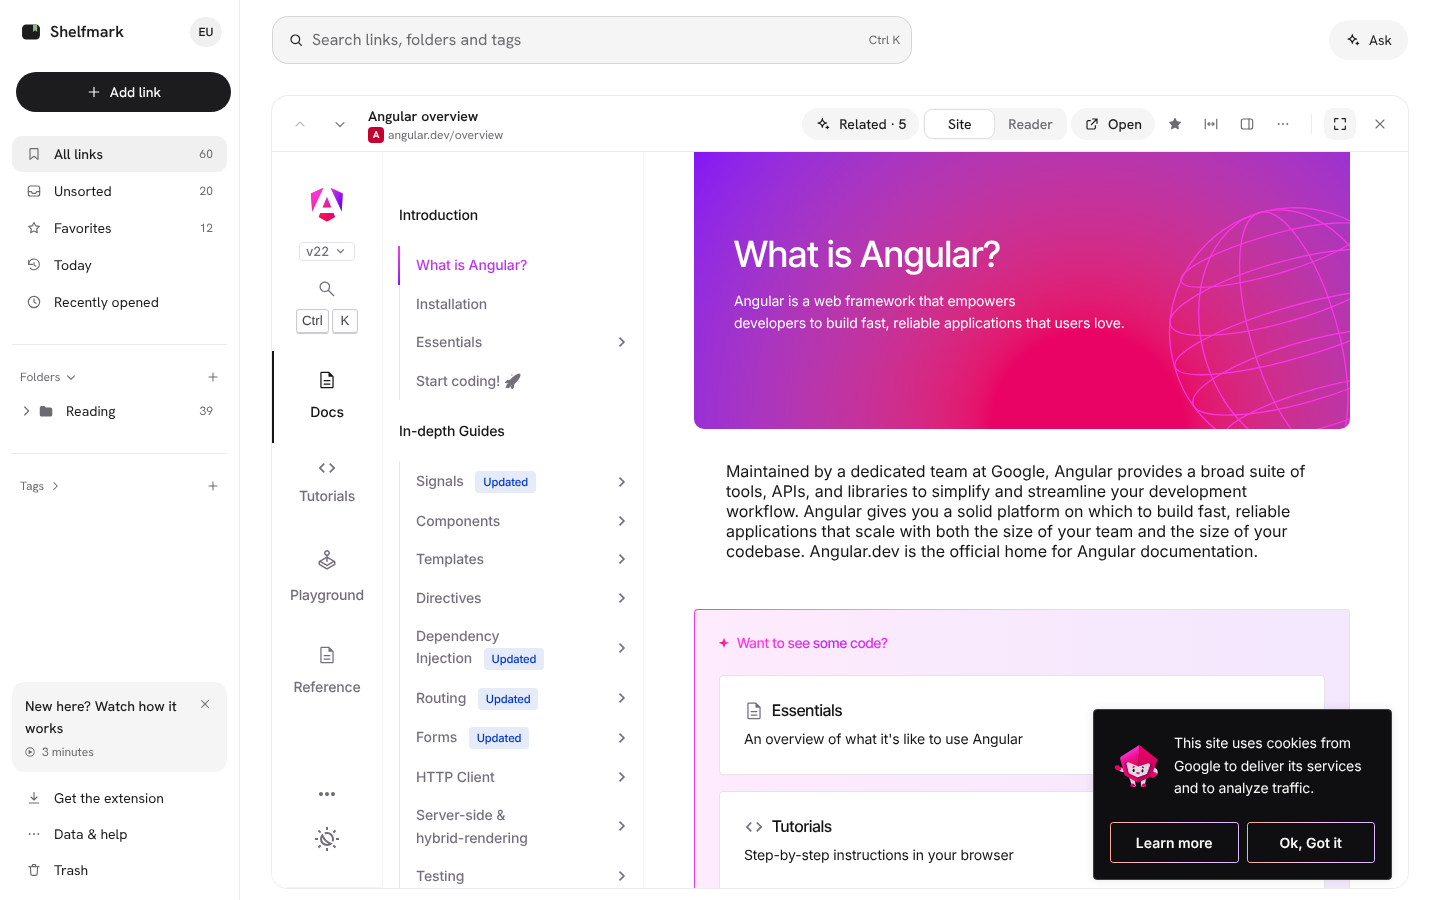 Shelfmark
EU
Add link
All links 60
Unsorted 20
Favorites 12
Today
Recently opened
Folders
Reading 39
Tags
New here? Watch how it
works
3 minutes
Get the extension
Data & help
Trash
Search links, folders and tags
Ctrl K
Ask
Angular overview
A angular.dev/overview
Related · 5
Site
Reader
Open
v22
Ctrl K
Docs
Tutorials
Playground
Reference
Introduction
What is Angular?
Installation
Essentials
Start coding!
In-depth Guides
Signals Updated
Components
Templates
Directives
Dependency
Injection Updated
Routing Updated
Forms Updated
HTTP Client
Server-side &
hybrid-rendering
Testing
What is Angular?
Angular is a web framework that empowers
developers to build fast, reliable applications that users love.
Maintained by a dedicated team at Google, Angular provides a broad suite of
tools, APIs, and libraries to simplify and streamline your development
workflow. Angular gives you a solid platform on which to build fast, reliable
applications that scale with both the size of your team and the size of your
codebase. Angular.dev is the official home for Angular documentation.
Want to see some code?
Essentials
An overview of what it's like to use Angular
Tutorials
Step-by-step instructions in your browser
This site uses cookies from
Google to deliver its services
and to analyze traffic.
Learn more
Ok, Got it